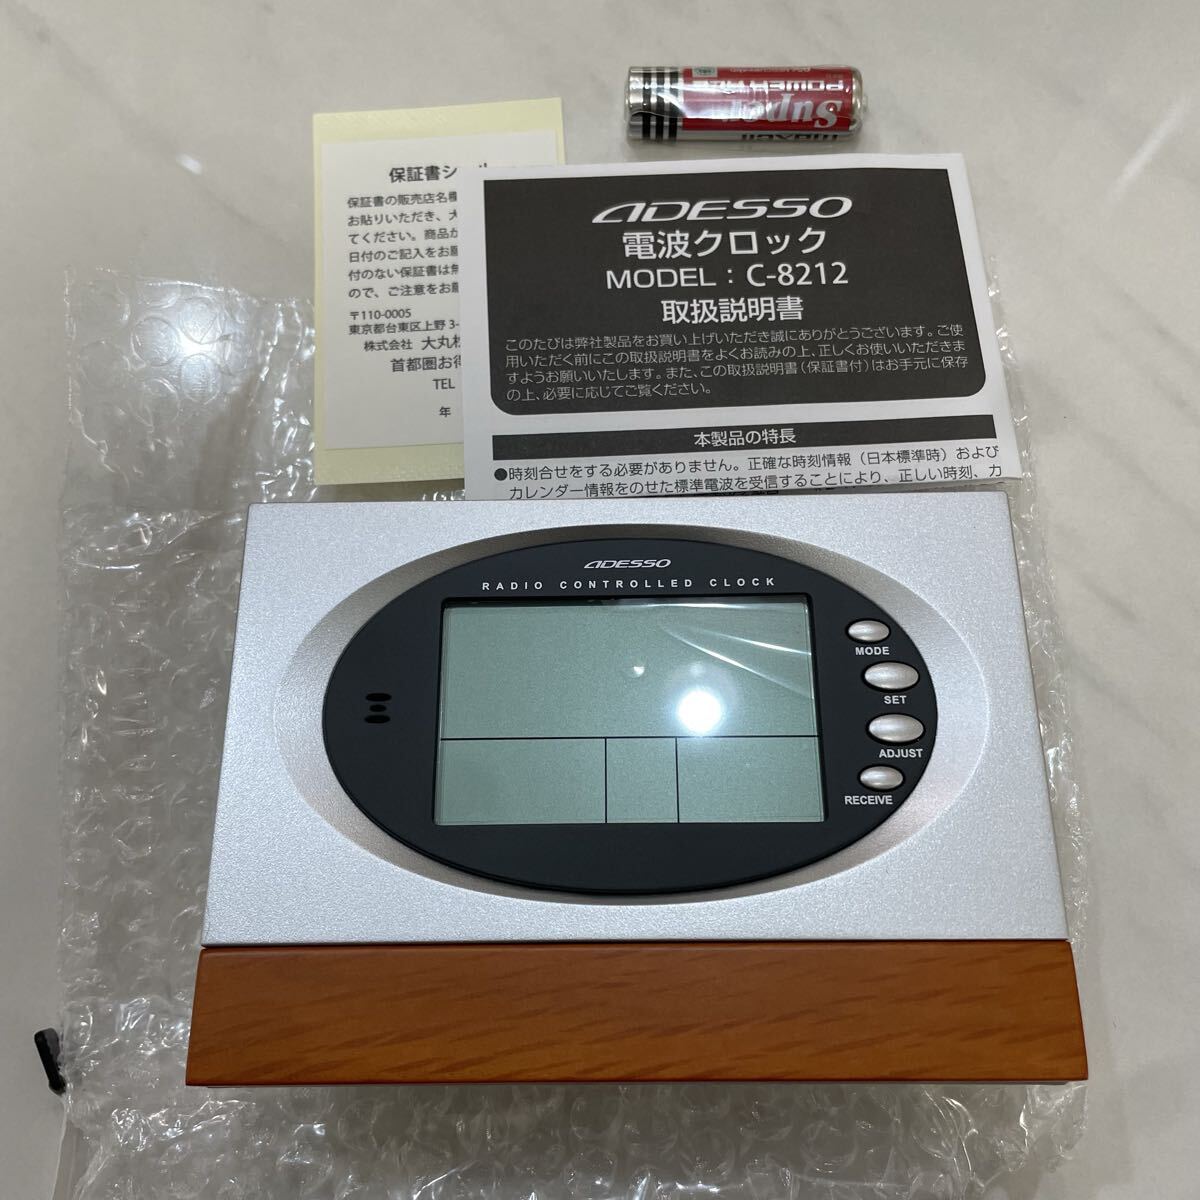 maxell
Super
POWER ACE
保証書シール
保証書の販売店名欄
お貼りいただき、大
てください。商品か
日付のご記入をお願
付のない保証書は無
ので、ご注意をお願
〒110-0005
東京都台東区上野3-
株式会社 大丸松
首都圏お得
TEL
年
ADESSO
電波クロック
MODEL：C-8212
取扱説明書
このたびは弊社製品をお買い上げいただき誠にありがとうございます。ご使
用いただく前にこの取扱説明書をよくお読みの上、正しくお使いいただきま
すようお願いいたします。また、この取扱説明書（保証書付）はお手元に保存
の上、必要に応じてご覧ください。
本製品の特長
●時刻合せをする必要がありません。正確な時刻情報（日本標準時）および
カレンダー情報をのせた標準電波を受信することにより、正しい時刻、カ
ADESSO
RADIO CONTROLLED CLOCK
MODE
SET
ADJUST
RECEIVE